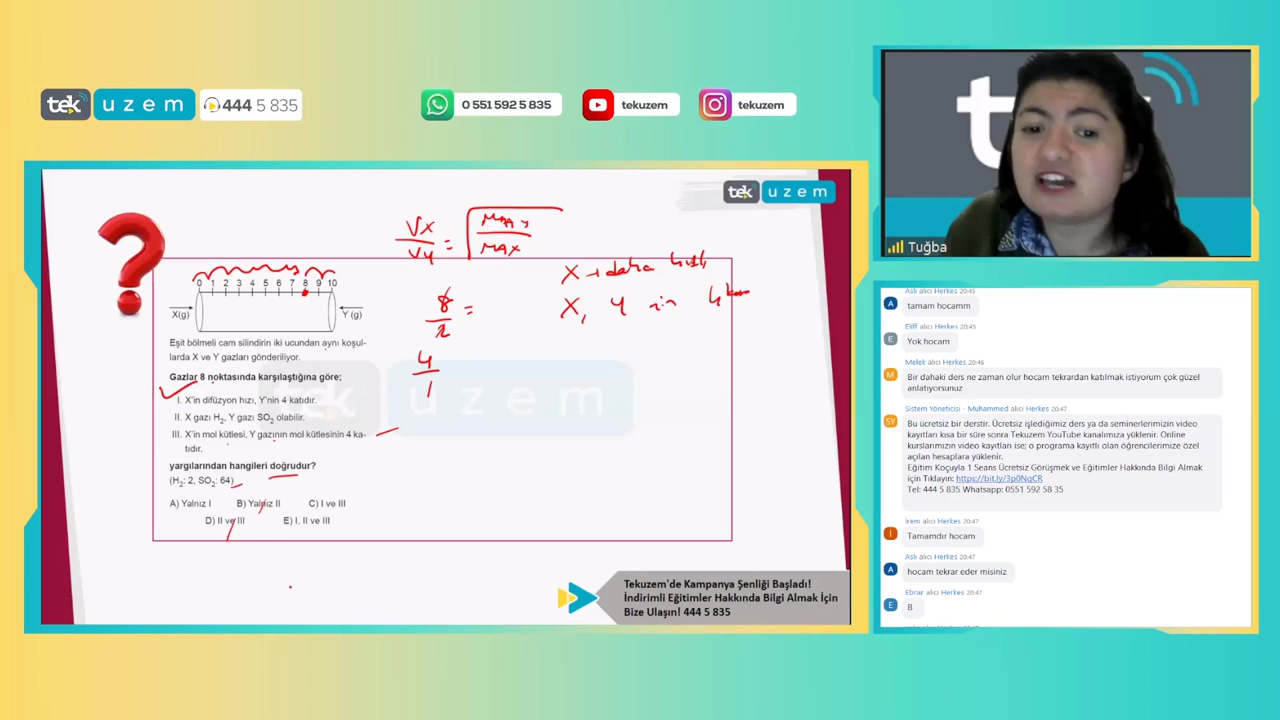 tek uzem 444 5 835
0 551 592 5 835
tekuzem
tekuzem
Tuğba
tek uzem
VX
VY
=
MAY
MAX
X → daha hızlı
X, Y nin 4 katı
8
2
=
4
1
0 1 2 3 4 5 6 7 8 9 10
X(g)
Y (g)
Eşit bölmeli cam silindirin iki ucundan aynı koşul-
larda X ve Y gazları gönderiliyor.
Gazlar 8 noktasında karşılaştığına göre;
I. X'in difüzyon hızı, Y'nin 4 katıdır.
II. X gazı H2, Y gazı SO2 olabilir.
III. X'in mol kütlesi, Y gazının mol kütlesinin 4 ka-
tıdır.
yargılarından hangileri doğrudur?
(H2: 2, SO2: 64)
A) Yalnız I B) Yalnız II C) I ve III
D) II ve III E) I, II ve III
tek uzem
Tekuzem'de Kampanya Şenliği Başladı!
İndirimli Eğitimler Hakkında Bilgi Almak İçin
Bize Ulaşın! 444 5 835
Aslı alıcı Herkes 20:45
A tamam hocamm
Eliff alıcı Herkes 20:45
E Yok hocam
Melek alıcı Herkes 20:46
M Bir dahaki ders ne zaman olur hocam tekrardan katılmak istiyorum çok güzel
anlatıyorsunuz
Sistem Yöneticisi - Muhammed alıcı Herkes 20:47
SY Bu ücretsiz bir derstir. Ücretsiz işlediğimiz ders ya da seminerlerimizin video
kayıtları kısa bir süre sonra Tekuzem YouTube kanalımıza yüklenir. Online
kurslarımızın video kayıtları ise; o programa kayıtlı olan öğrencilerimize özel
açılan hesaplara yüklenir.
Eğitim Koçuyla 1 Seans Ücretsiz Görüşmek ve Eğitimler Hakkında Bilgi Almak
için Tıklayın: https://bit.ly/3p0NqCR
Tel: 444 5 835 Whatsapp: 0551 592 58 35
İrem alıcı Herkes 20:47
I Tamamdır hocam
Aslı alıcı Herkes 20:47
A hocam tekrar eder misiniz
Ebrar alıcı Herkes 20:47
E B